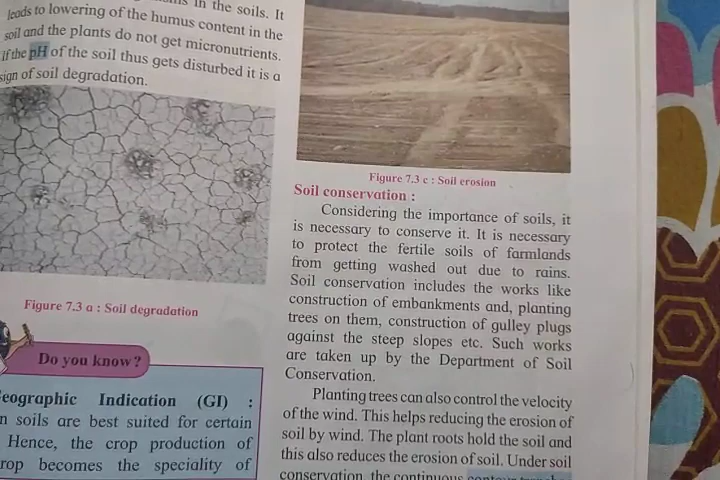 in the soils. It
leads to lowering of the humus content in the
soil and the plants do not get micronutrients.
if the pH of the soil thus gets disturbed it is a
sign of soil degradation.
Figure 7.3 a : Soil degradation
Do you know?
eographic Indication (GI) :
n soils are best suited for certain
Hence, the crop production of
rop becomes the speciality of
Figure 7.3 c : Soil erosion
Soil conservation :
Considering the importance of soils, it
is necessary to conserve it. It is necessary
to protect the fertile soils of farmlands
from getting washed out due to rains.
Soil conservation includes the works like
construction of embankments and, planting
trees on them, construction of gulley plugs
against the steep slopes etc. Such works
are taken up by the Department of Soil
Conservation.
Planting trees can also control the velocity
of the wind. This helps reducing the erosion of
soil by wind. The plant roots hold the soil and
this also reduces the erosion of soil. Under soil
conservation, the continuous contour